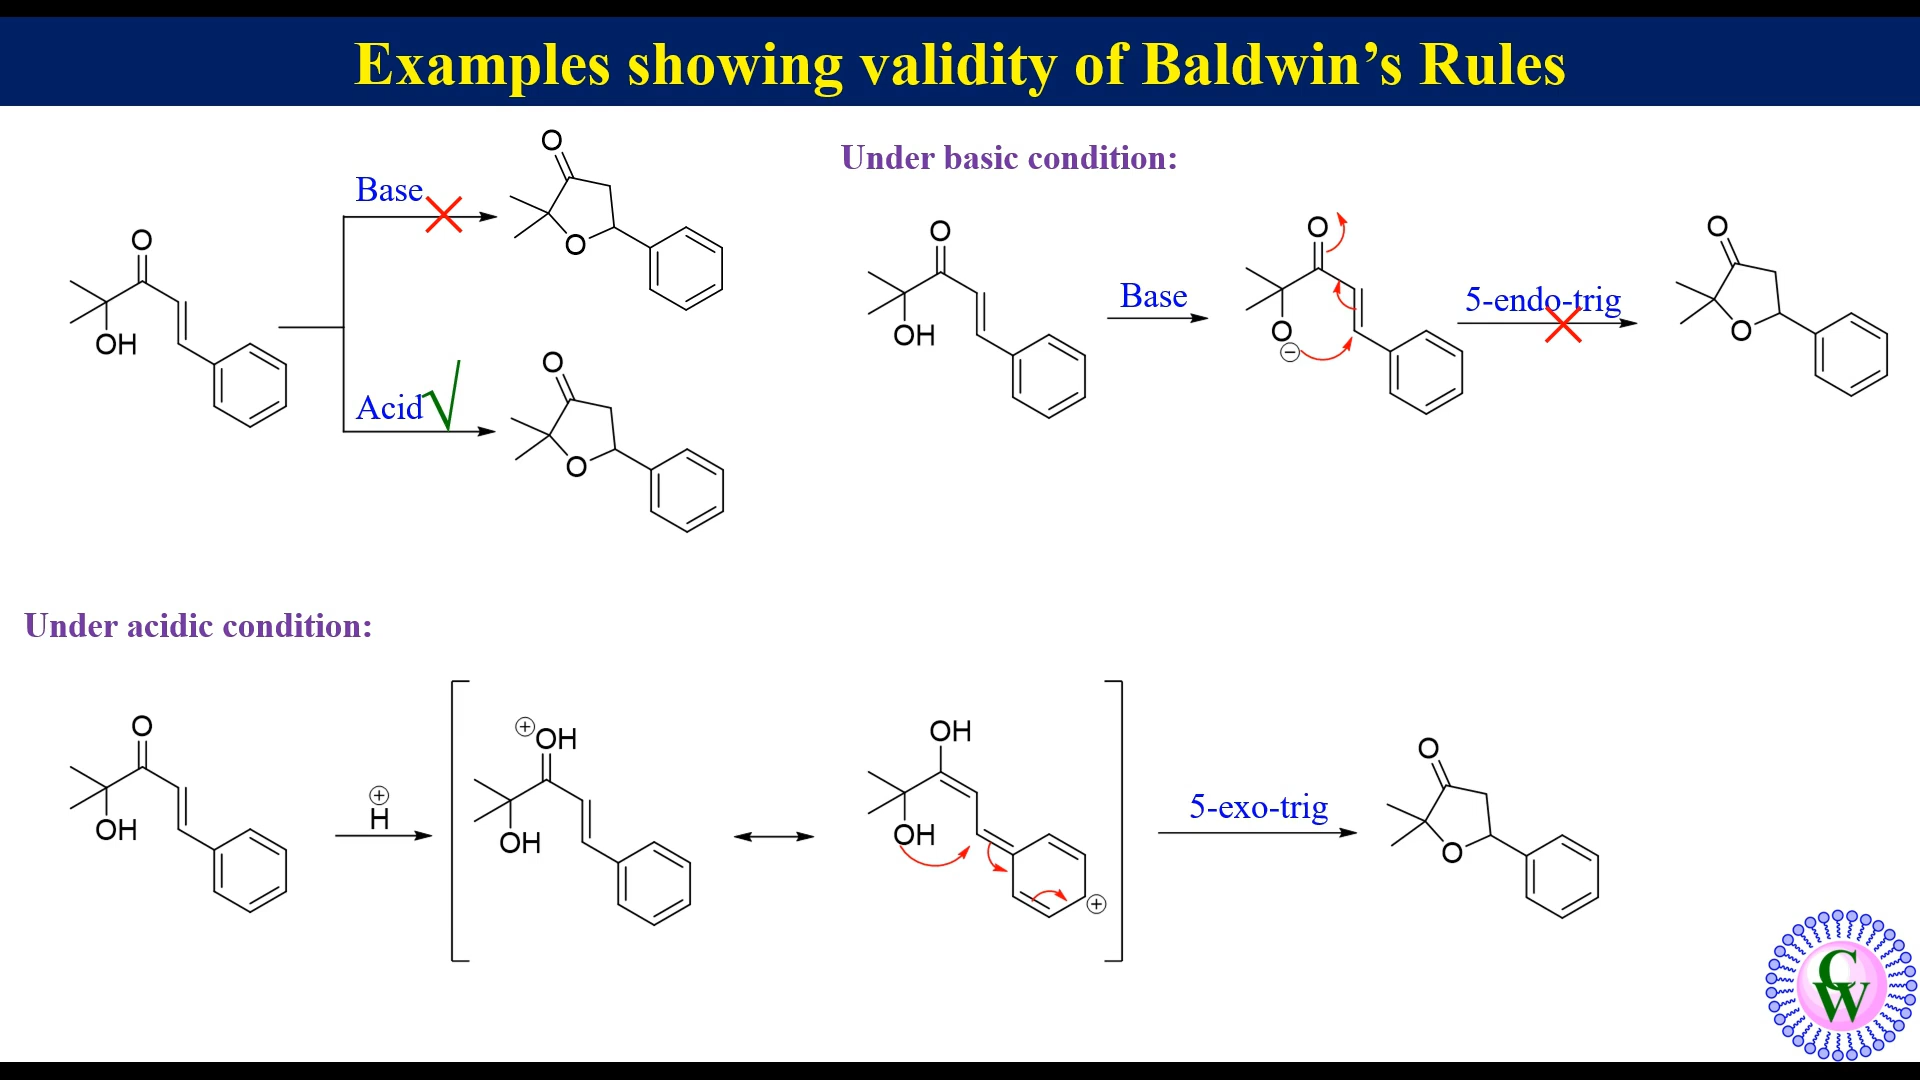 Examples showing validity of Baldwin’s Rules
Under basic condition:
Base
O
O
OH
O
Base
O
OH
O
O
⊖
5-endo-trig
O
O
Acid
O
O
Under acidic condition:
O
OH
⊕
H
⊕
OH
OH
OH
OH
⊕
5-exo-trig
O
O
C
W